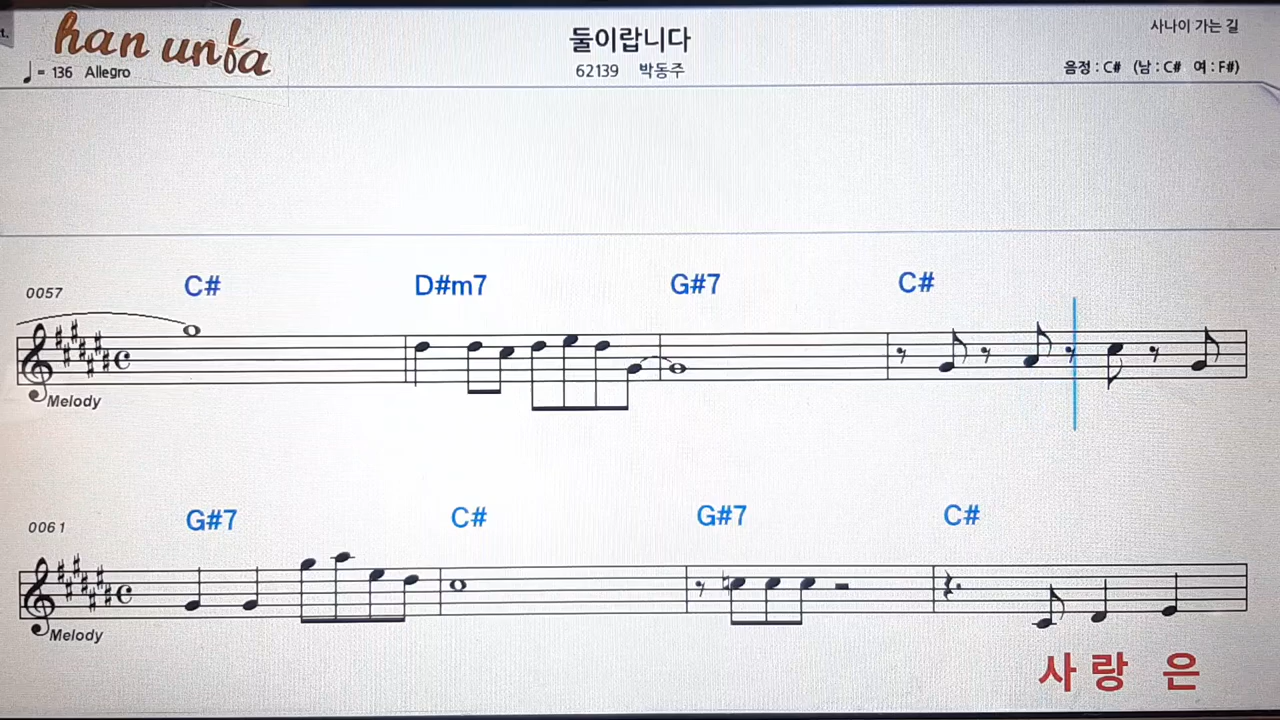 t.
han unba
둘이랍니다
사나이 가는 길
♩ = 136 Allegro
62139 박동주
음정 : C# (남 : C# 여 : F#)
0057
C# D#m7 G#7 C#
Melody
0061
G#7 C# G#7 C#
Melody
사랑 은